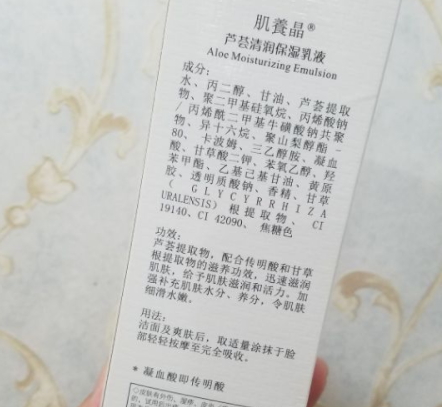 肌養晶®
芦荟清润保湿乳液
Aloe Moisturizing Emulsion
成分：
水、丙二醇、甘油、芦荟提取
物、聚二甲基硅氧烷、丙烯酸钠
/丙烯酰二甲基牛磺酸钠共聚
物、异十六烷、聚山梨醇酯-
80、卡波姆、三乙醇胺、凝血
酸、甘草酸二钾、苯氧乙醇、羟
苯甲酯、乙基己基甘油、黄原
胶、透明质酸钠、香精、甘草
（GLYCYRRHIZA
URALENSIS）根提取物、CI
19140、CI 42090、焦糖色
功效：
芦荟提取物，配合传明酸和甘草
根提取物的滋养功效，迅速滋润
肌肤，给予肌肤滋润和活力。加
强补充肌肤水分、养分，令肌肤
细滑水嫩。
用法：
洁面及爽肤后，取适量涂抹于脸
部轻轻按摩至完全吸收。
* 凝血酸即传明酸